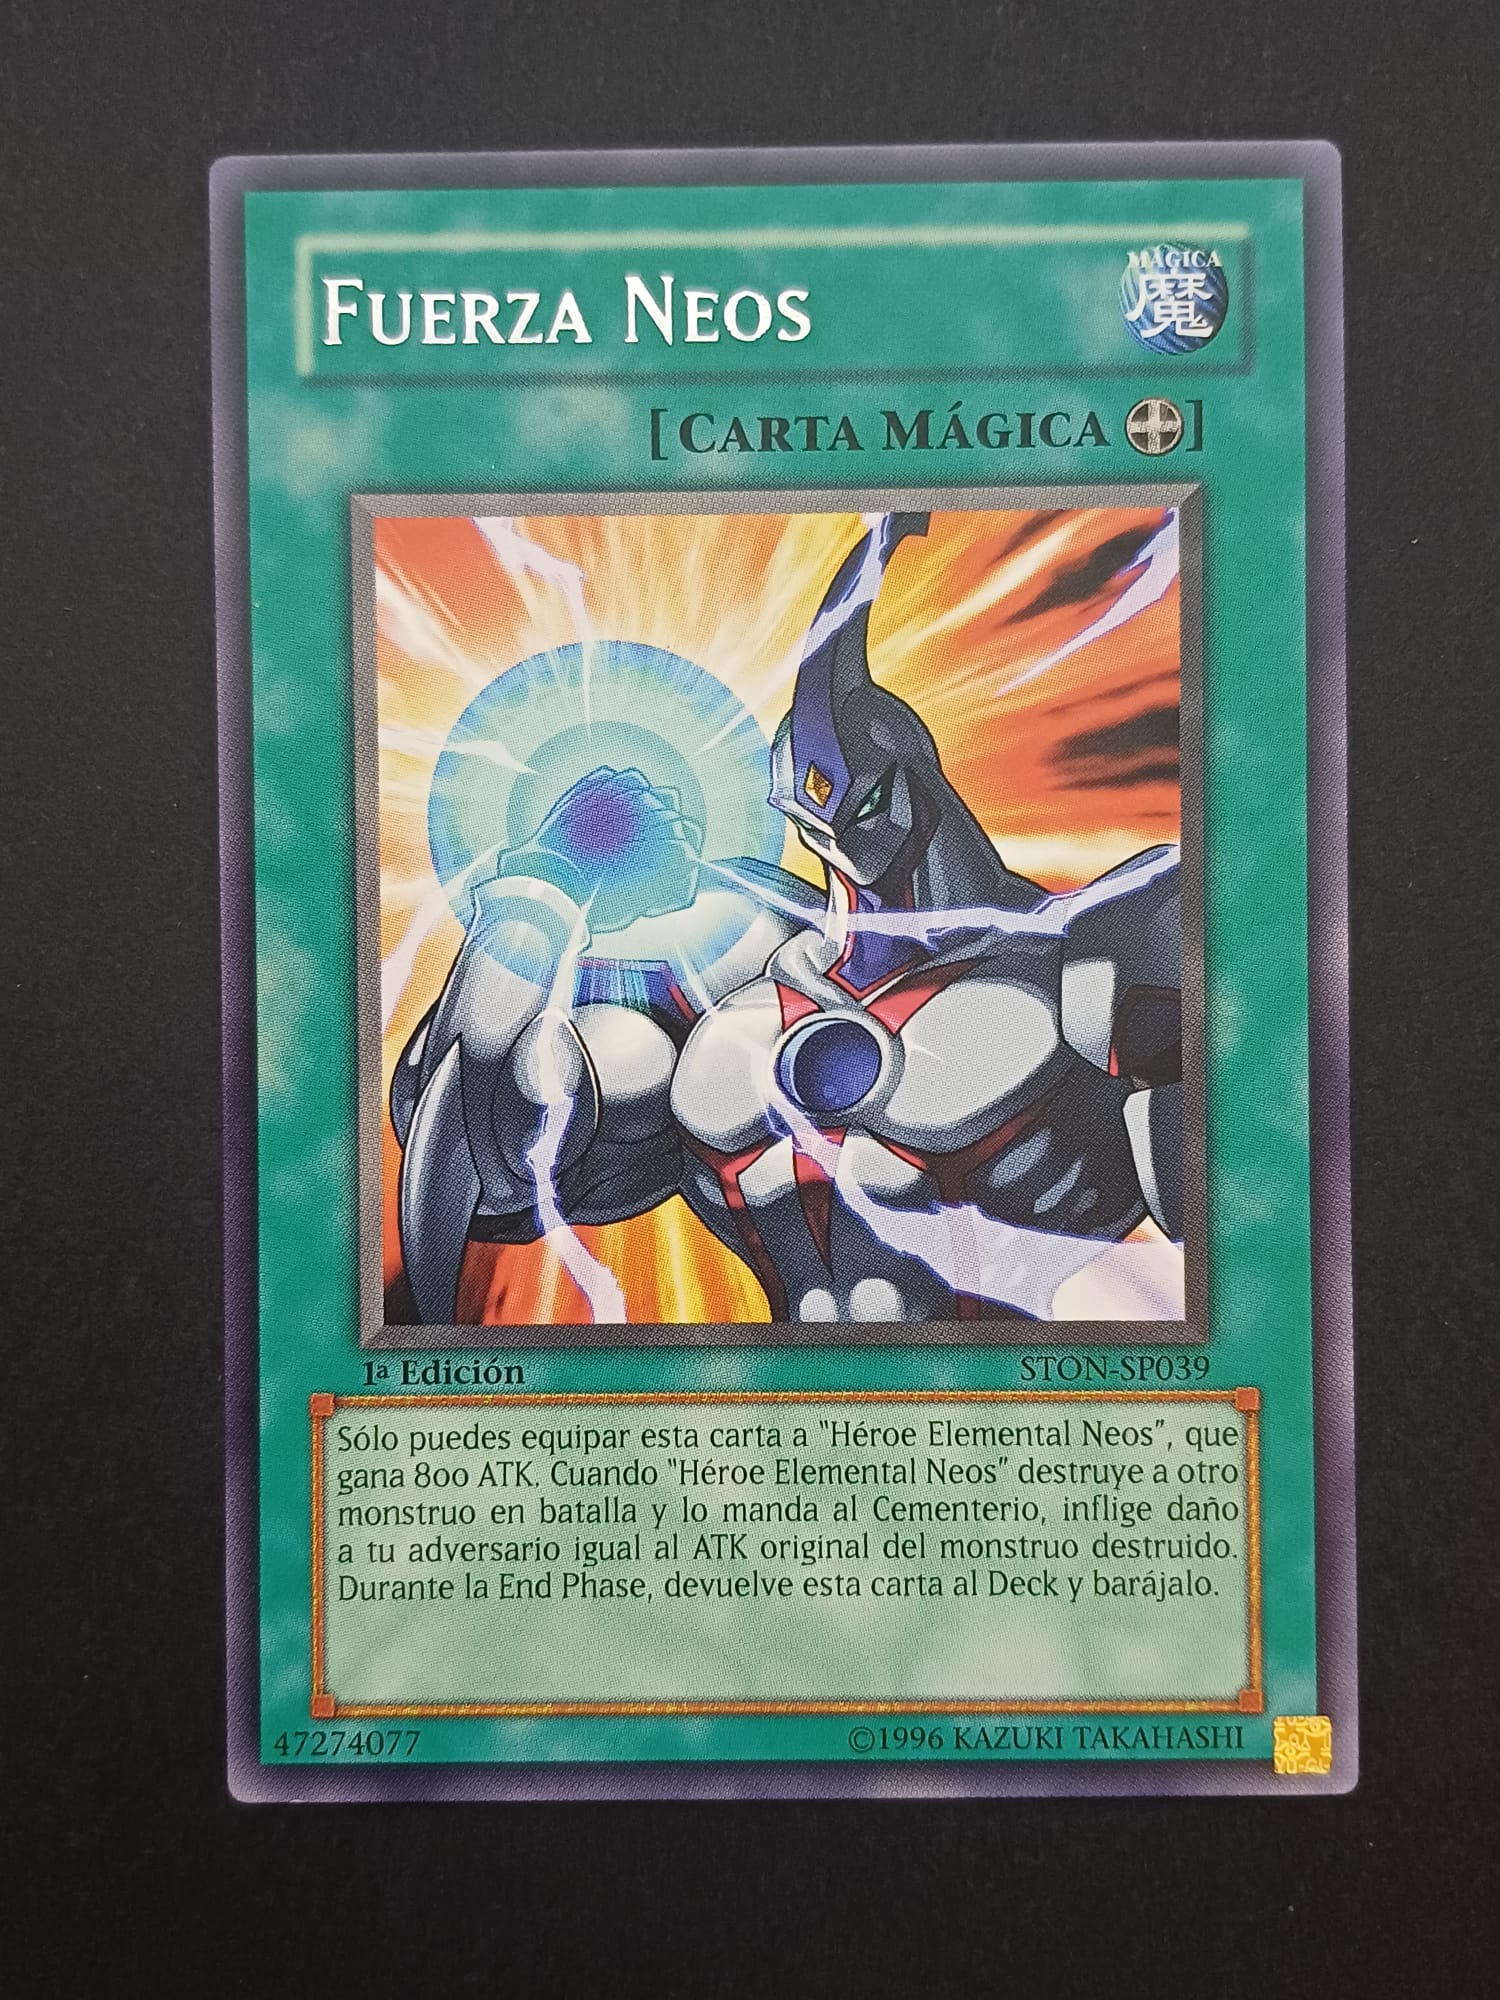 FUERZA NEOS
MÁGICA
魔
[CARTA MÁGICA]
1ª Edición
STON-SP039
Sólo puedes equipar esta carta a "Héroe Elemental Neos", que
gana 800 ATK. Cuando "Héroe Elemental Neos" destruye a otro
monstruo en batalla y lo manda al Cementerio, inflige daño
a tu adversario igual al ATK original del monstruo destruido.
Durante la End Phase, devuelve esta carta al Deck y barájalo.
47274077
©1996 KAZUKI TAKAHASHI